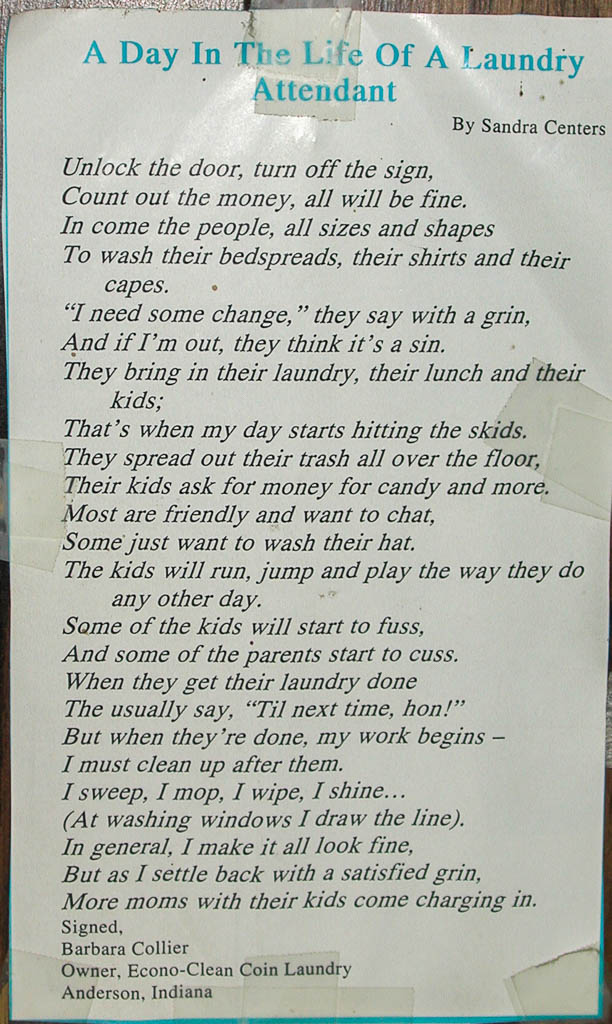 A Day In The Life Of A Laundry
Attendant
By Sandra Centers
Unlock the door, turn off the sign,
Count out the money, all will be fine.
In come the people, all sizes and shapes
To wash their bedspreads, their shirts and their
capes.
“I need some change,” they say with a grin,
And if I’m out, they think it’s a sin.
They bring in their laundry, their lunch and their
kids;
That’s when my day starts hitting the skids.
They spread out their trash all over the floor,
Their kids ask for money for candy and more.
Most are friendly and want to chat,
Some just want to wash their hat.
The kids will run, jump and play the way they do
any other day.
Some of the kids will start to fuss,
And some of the parents start to cuss.
When they get their laundry done
The usually say, “Til next time, hon!”
But when they’re done, my work begins –
I must clean up after them.
I sweep, I mop, I wipe, I shine...
(At washing windows I draw the line).
In general, I make it all look fine,
But as I settle back with a satisfied grin,
More moms with their kids come charging in.
Signed,
Barbara Collier
Owner, Econo-Clean Coin Laundry
Anderson, Indiana